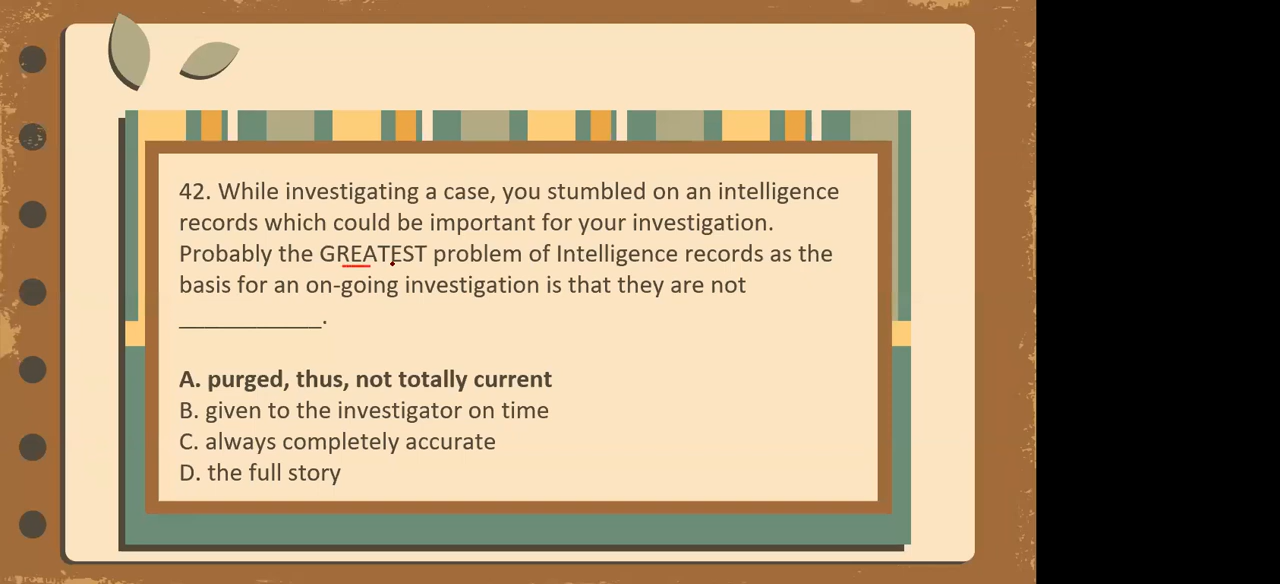 42. While investigating a case, you stumbled on an intelligence
records which could be important for your investigation.
Probably the GREATEST problem of Intelligence records as the
basis for an on-going investigation is that they are not
___________.
A. purged, thus, not totally current
B. given to the investigator on time
C. always completely accurate
D. the full story